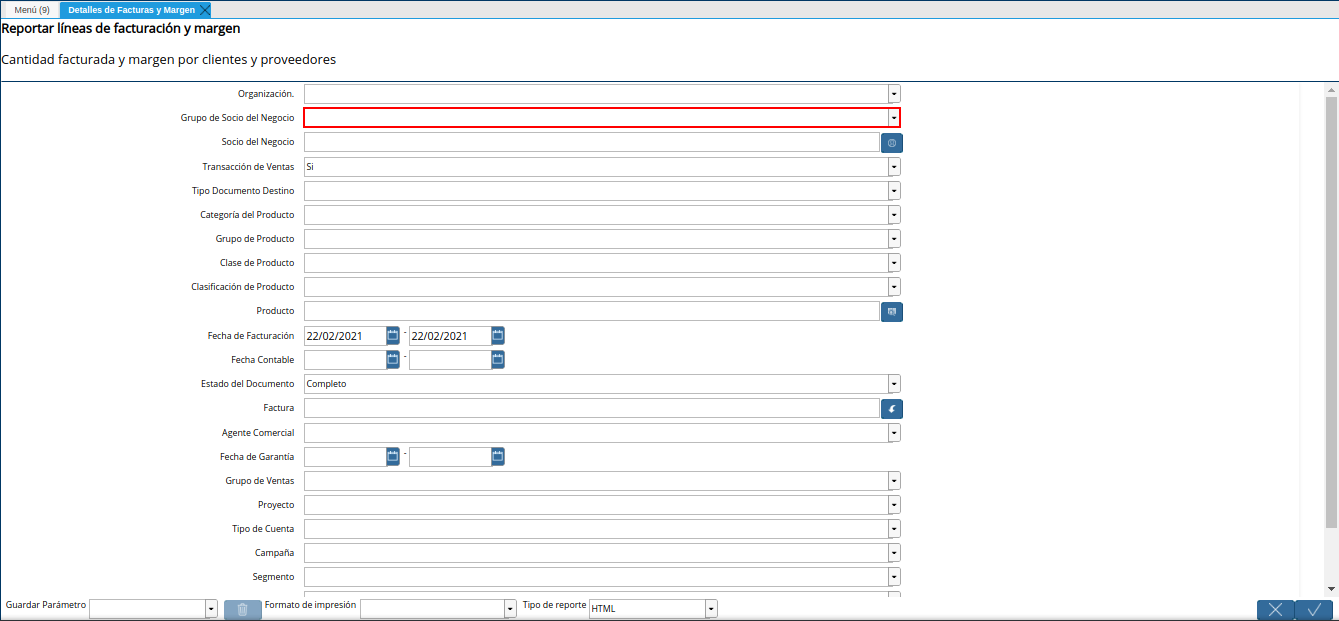 Menú (9) Detalles de Facturas y Margen
Reportar líneas de facturación y margen
Cantidad facturada y margen por clientes y proveedores
Organización.
Grupo de Socio del Negocio
Socio del Negocio
Transacción de Ventas Si
Tipo Documento Destino
Categoría del Producto
Grupo de Producto
Clase de Producto
Clasificación de Producto
Producto
Fecha de Facturación 22/02/2021 - 22/02/2021
Fecha Contable -
Estado del Documento Completo
Factura
Agente Comercial
Fecha de Garantía -
Grupo de Ventas
Proyecto
Tipo de Cuenta
Campaña
Segmento
Guardar Parámetro Formato de impresión Tipo de reporte HTML